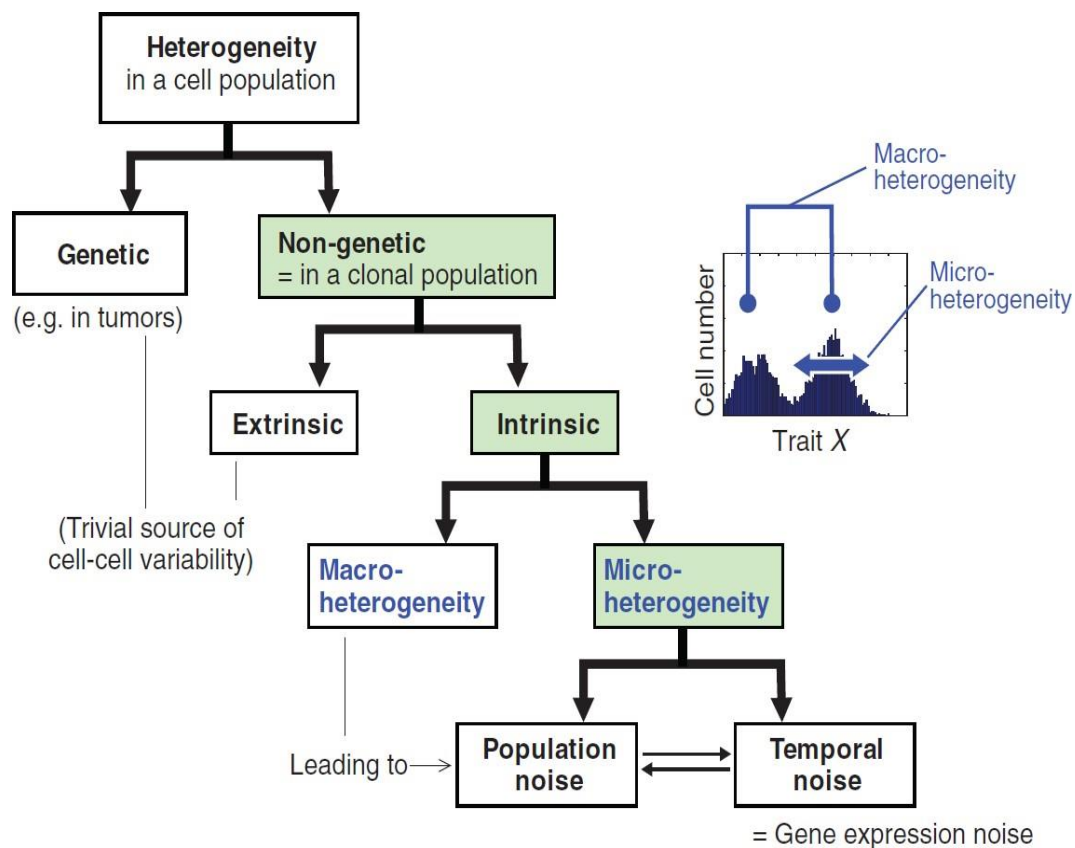 Heterogeneity
in a cell population
Genetic
(e.g. in tumors)
Non-genetic
= in a clonal population
Extrinsic
Intrinsic
(Trivial source of
cell-cell variability)
Macro-
heterogeneity
Micro-
heterogeneity
Leading to
Population
noise
Temporal
noise
= Gene expression noise
Macro-
heterogeneity
Micro-
heterogeneity
Cell number
Trait X